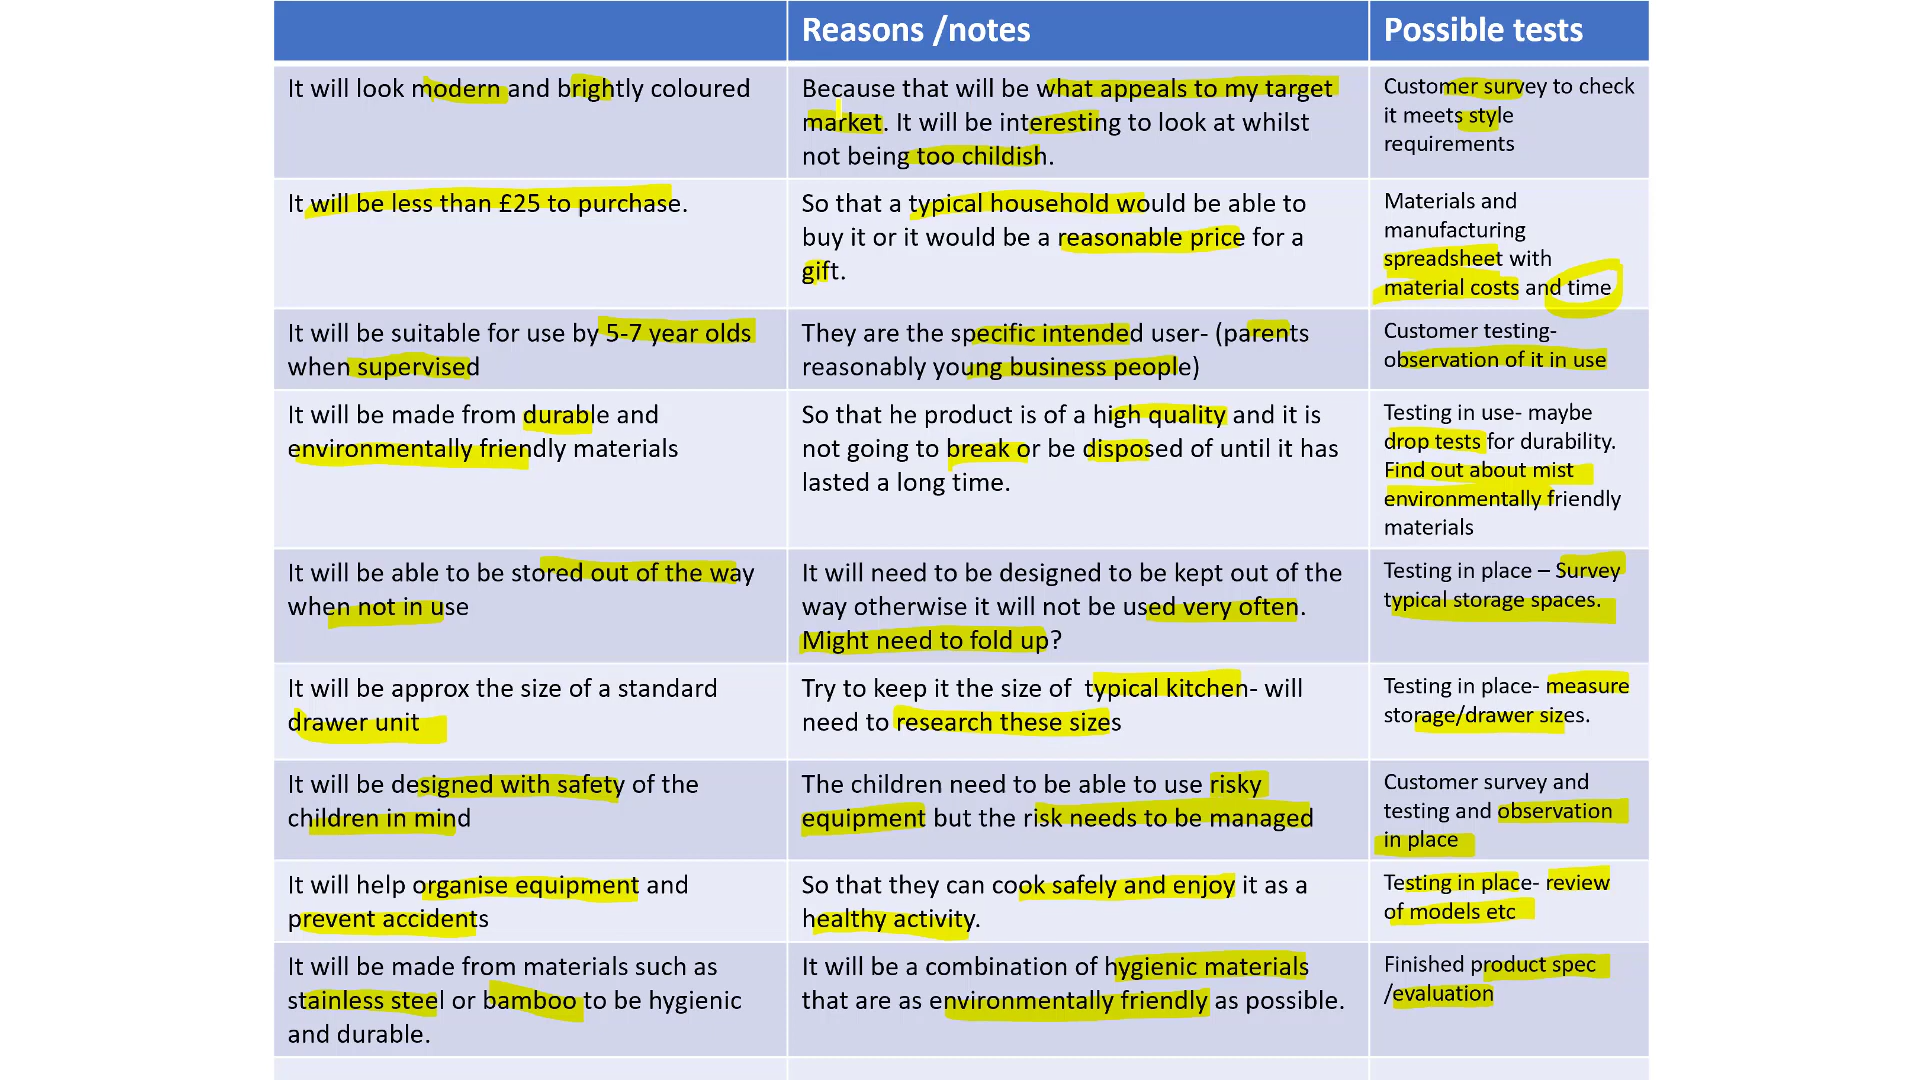 Reasons /notes
Possible tests
It will look modern and brightly coloured
Because that will be what appeals to my target
market. It will be interesting to look at whilst
not being too childish.
Customer survey to check
it meets style
requirements
It will be less than £25 to purchase.
So that a typical household would be able to
buy it or it would be a reasonable price for a
gift.
Materials and
manufacturing
spreadsheet with
material costs and time
It will be suitable for use by 5-7 year olds
when supervised
They are the specific intended user- (parents
reasonably young business people)
Customer testing-
observation of it in use
It will be made from durable and
environmentally friendly materials
So that he product is of a high quality and it is
not going to break or be disposed of until it has
lasted a long time.
Testing in use- maybe
drop tests for durability.
Find out about mist
environmentally friendly
materials
It will be able to be stored out of the way
when not in use
It will need to be designed to be kept out of the
way otherwise it will not be used very often.
Might need to fold up?
Testing in place – Survey
typical storage spaces.
It will be approx the size of a standard
drawer unit
Try to keep it the size of typical kitchen- will
need to research these sizes
Testing in place- measure
storage/drawer sizes.
It will be designed with safety of the
children in mind
The children need to be able to use risky
equipment but the risk needs to be managed
Customer survey and
testing and observation
in place
It will help organise equipment and
prevent accidents
So that they can cook safely and enjoy it as a
healthy activity.
Testing in place- review
of models etc
It will be made from materials such as
stainless steel or bamboo to be hygienic
and durable.
It will be a combination of hygienic materials
that are as environmentally friendly as possible.
Finished product spec
/evaluation